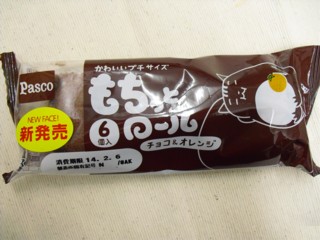 Pasco
かわいいプチサイズ
もちっと
ロール
6
個入
NEW FACE!
新発売
チョコ&オレンジ
消費期限 14. 2. 6
/BAK